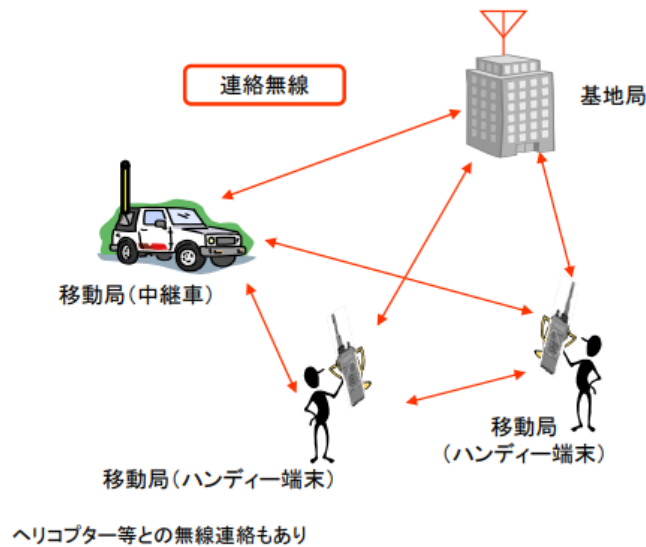 連絡無線
基地局
移動局(中継車)
移動局
(ハンディー端末)
移動局(ハンディー端末)
ヘリコプター等との無線連絡もあり